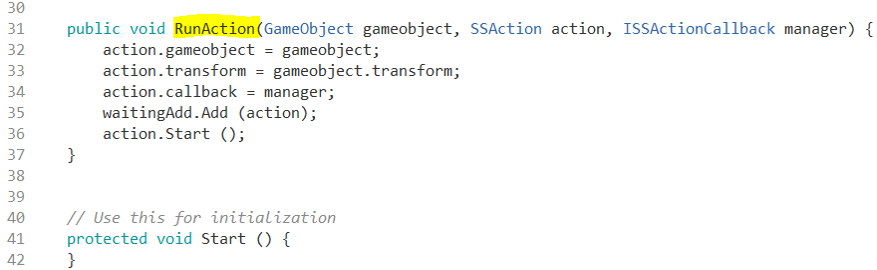 30
31 public void RunAction(GameObject gameobject, SSAction action, ISSActionCallback manager) {
32 action.gameobject = gameobject;
33 action.transform = gameobject.transform;
34 action.callback = manager;
35 waitingAdd.Add (action);
36 action.Start ();
37 }
38
39
40 // Use this for initialization
41 protected void Start () {
42 }